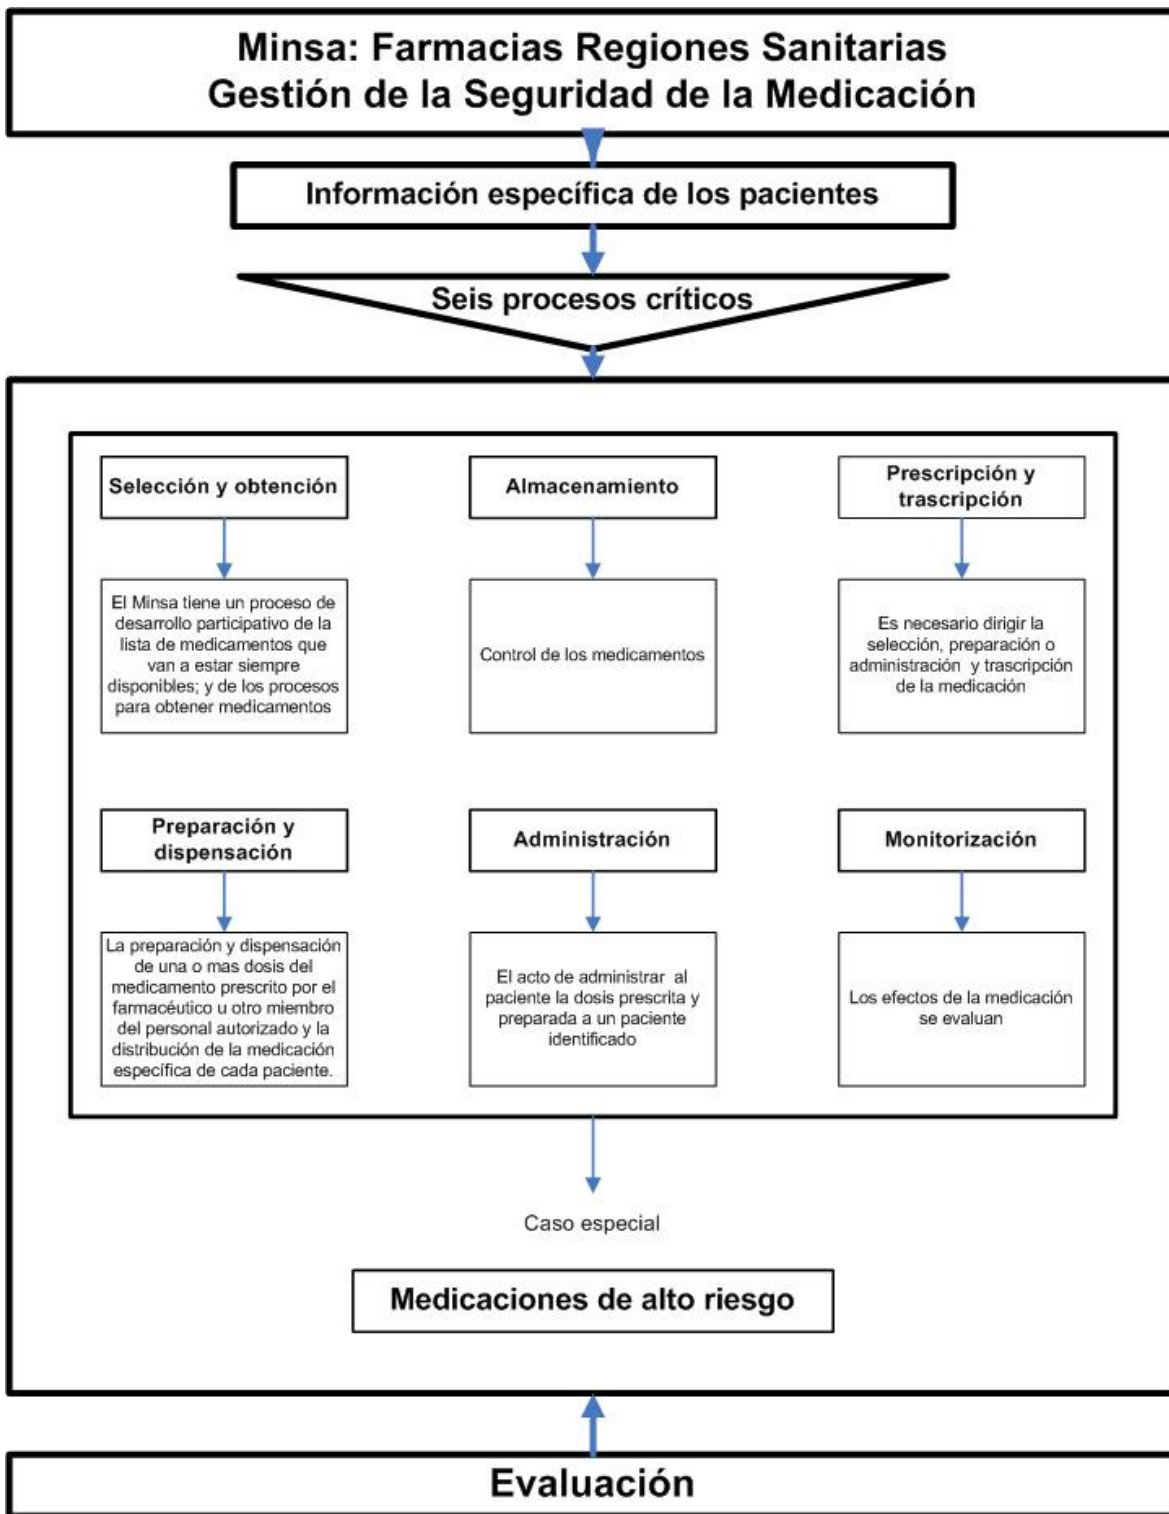 Minsa: Farmacias Regiones Sanitarias
Gestión de la Seguridad de la Medicación
Información específica de los pacientes
Seis procesos críticos
Selección y obtención
El Minsa tiene un proceso de
desarrollo participativo de la
lista de medicamentos que
van a estar siempre
disponibles; y de los procesos
para obtener medicamentos
Almacenamiento
Control de los medicamentos
Prescripción y
trascripción
Es necesario dirigir la
selección, preparación o
administración y trascripción
de la medicación
Preparación y
dispensación
La preparación y dispensación
de una o mas dosis del
medicamento prescrito por el
farmacéutico u otro miembro
del personal autorizado y la
distribución de la medicación
específica de cada paciente.
Administración
El acto de administrar al
paciente la dosis prescrita y
preparada a un paciente
identificado
Monitorización
Los efectos de la medicación
se evaluan
Caso especial
Medicaciones de alto riesgo
Evaluación